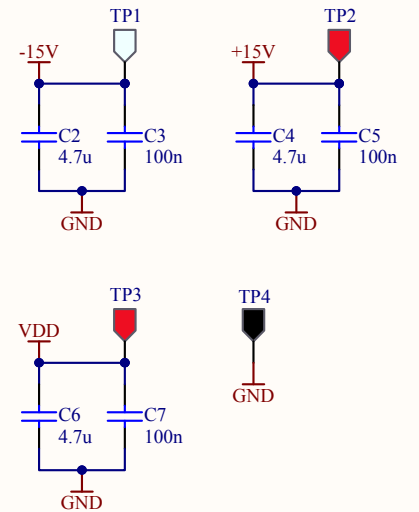 TP1
TP2
-15V
+15V
C2
4.7u
C3
100n
C4
4.7u
C5
100n
GND
GND
TP3
TP4
VDD
GND
C6
4.7u
C7
100n
GND